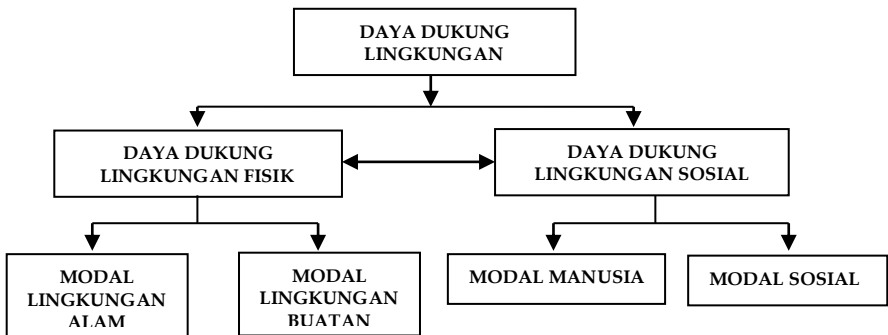 DAYA DUKUNG
LINGKUNGAN
DAYA DUKUNG
LINGKUNGAN FISIK
DAYA DUKUNG
LINGKUNGAN SOSIAL
MODAL
LINGKUNGAN
ALAM
MODAL
LINGKUNGAN
BUATAN
MODAL MANUSIA
MODAL SOSIAL